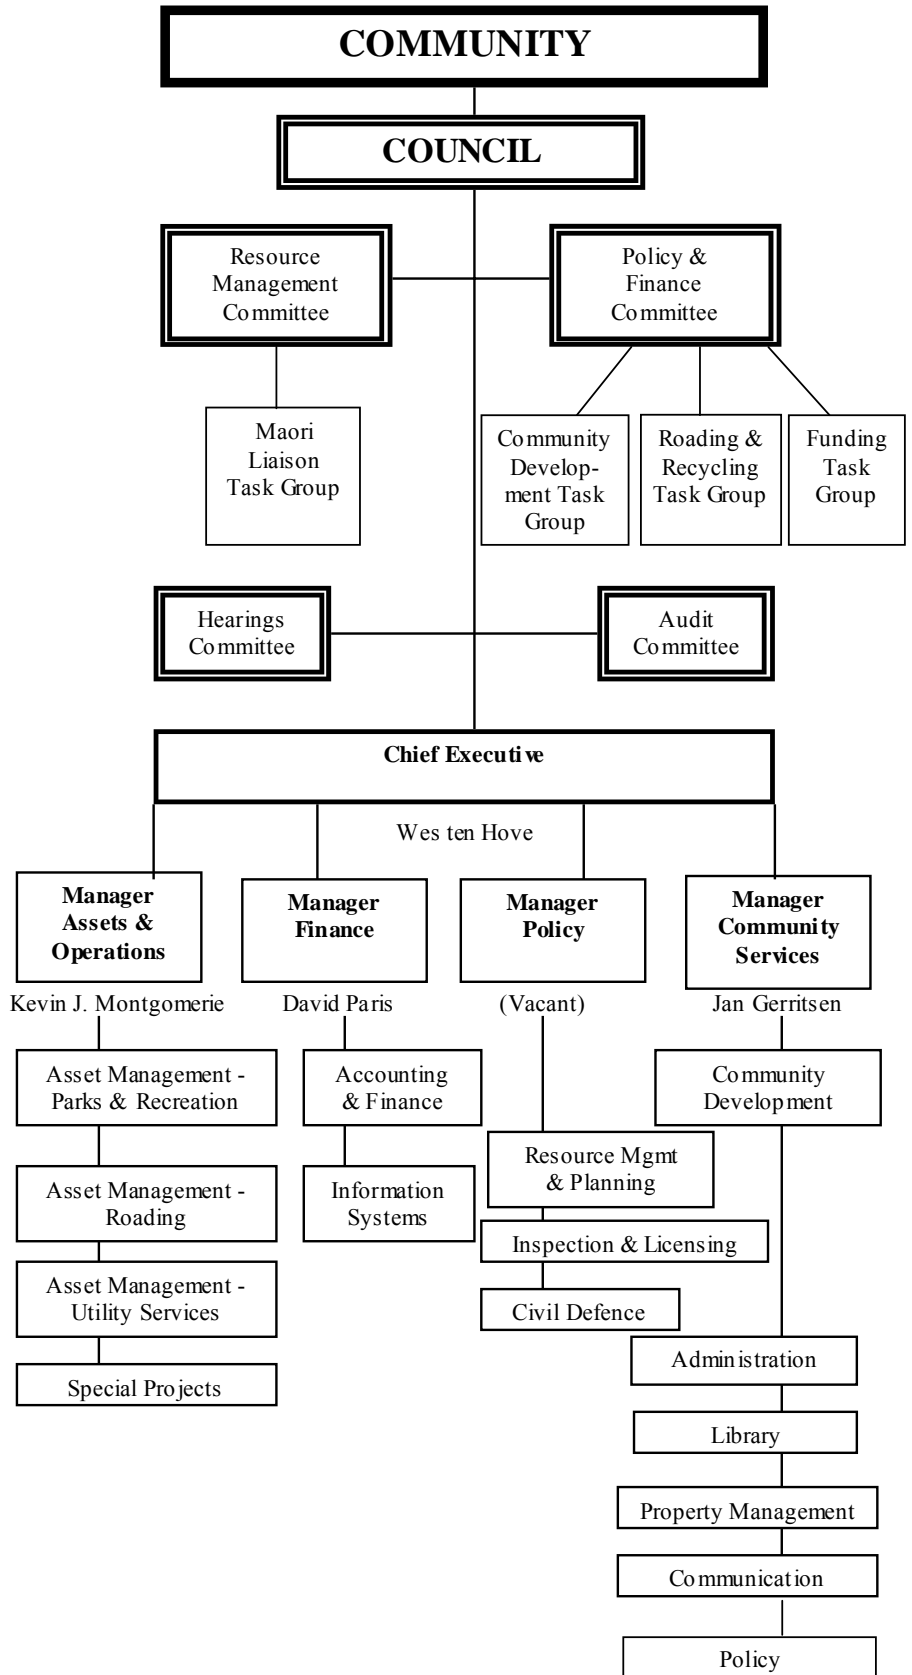 COMMUNITY
COUNCIL
Resource
Management
Committee
Policy &
Finance
Committee
Maori
Liaison
Task Group
Community
Develop-
ment Task
Group
Roading &
Recycling
Task Group
Funding
Task
Group
Hearings
Committee
Audit
Committee
Chief Executive
Wes ten Hove
Manager
Assets &
Operations
Manager
Finance
Manager
Policy
Manager
Community
Services
Kevin J. Montgomerie
David Paris
(Vacant)
Jan Gerritsen
Asset Management -
Parks & Recreation
Asset Management -
Roading
Asset Management -
Utility Services
Special Projects
Accounting
& Finance
Information
Systems
Resource Mgmt
& Planning
Inspection & Licensing
Civil Defence
Community
Development
Administration
Library
Property Management
Communication
Policy